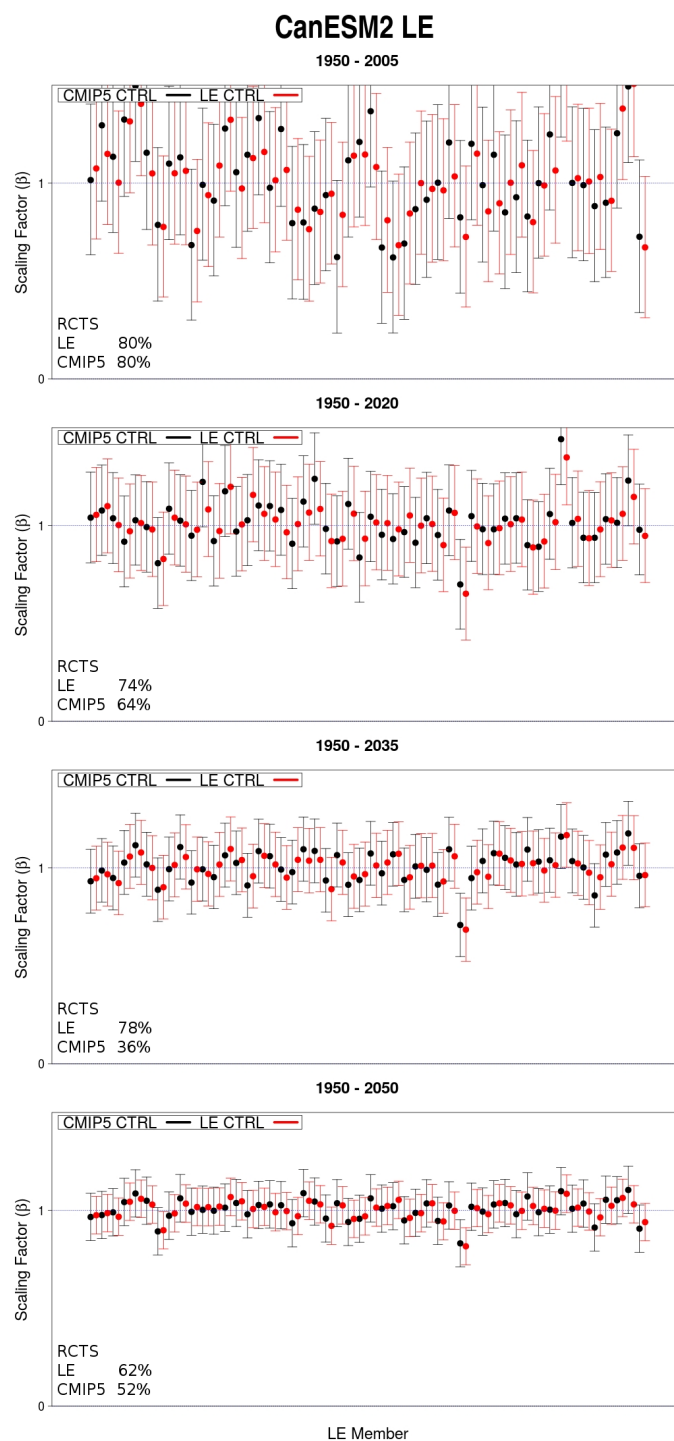 CanESM2 LE
1950 - 2005
CMIP5 CTRL LE CTRL
Scaling Factor (β)
1
RCTS
LE 80%
CMIP5 80%
0
1950 - 2020
CMIP5 CTRL LE CTRL
Scaling Factor (β)
1
RCTS
LE 74%
CMIP5 64%
0
1950 - 2035
CMIP5 CTRL LE CTRL
Scaling Factor (β)
1
RCTS
LE 78%
CMIP5 36%
0
1950 - 2050
CMIP5 CTRL LE CTRL
Scaling Factor (β)
1
RCTS
LE 62%
CMIP5 52%
0
LE Member